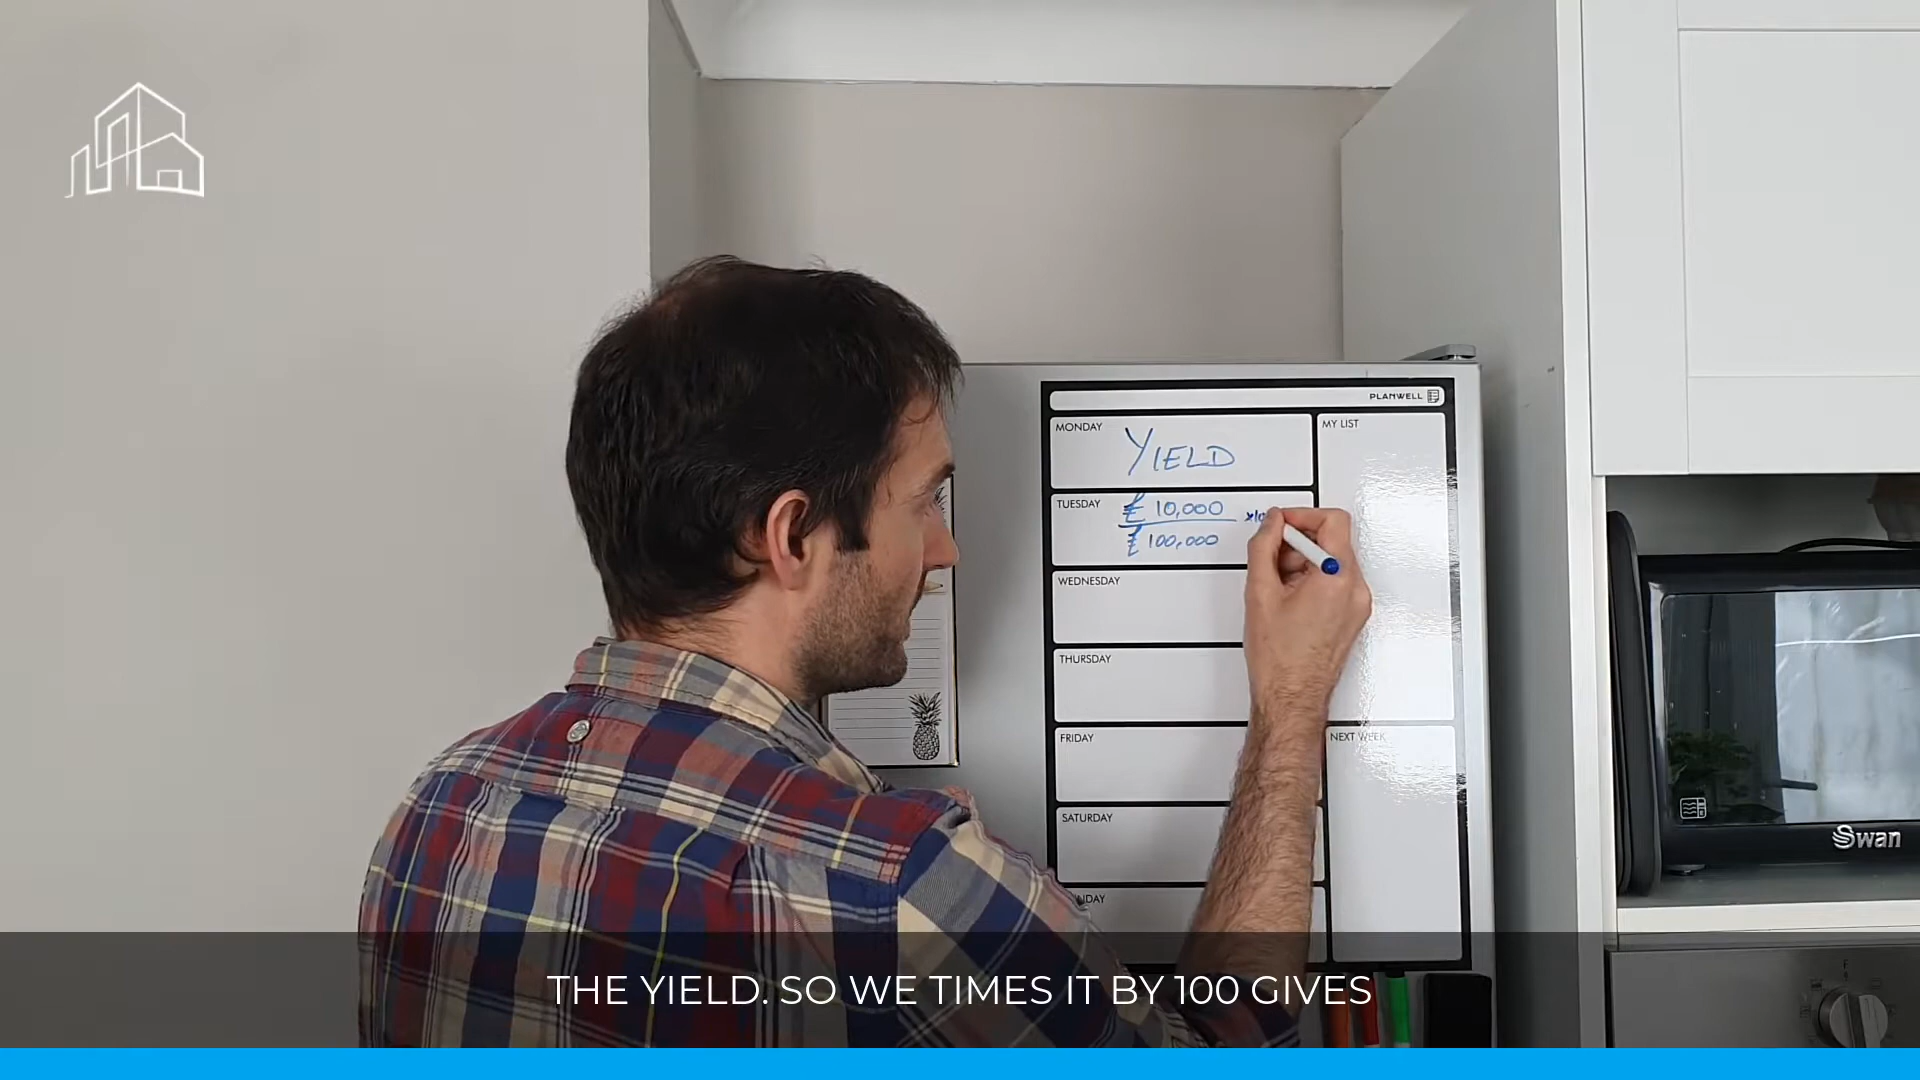 PLANWELL
MONDAY
YIELD
MY LIST
TUESDAY
£ 10,000
£ 100,000
WEDNESDAY
THURSDAY
FRIDAY
NEXT WEEK
SATURDAY
Swan
THE YIELD. SO WE TIMES IT BY 100 GIVES